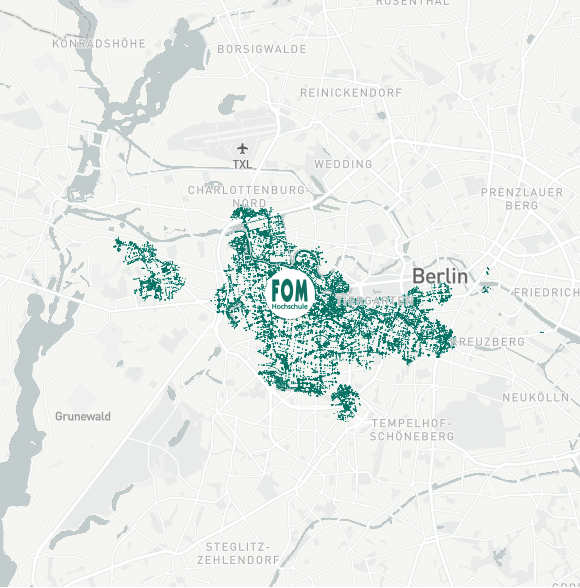 ROSENTHAL
KONRADSHÖHE
BORSIGWALDE
REINICKENDORF
TXL
WEDDING
CHARLOTTENBURG-
NORD
PRENZLAUER
BERG
Berlin
FOM
Hochschule
TIERGARTEN
FRIEDRICH
KREUZBERG
NEUKÖLLN
Grunewald
TEMPELHOF-
SCHÖNEBERG
STEGLITZ-
ZEHLENDORF